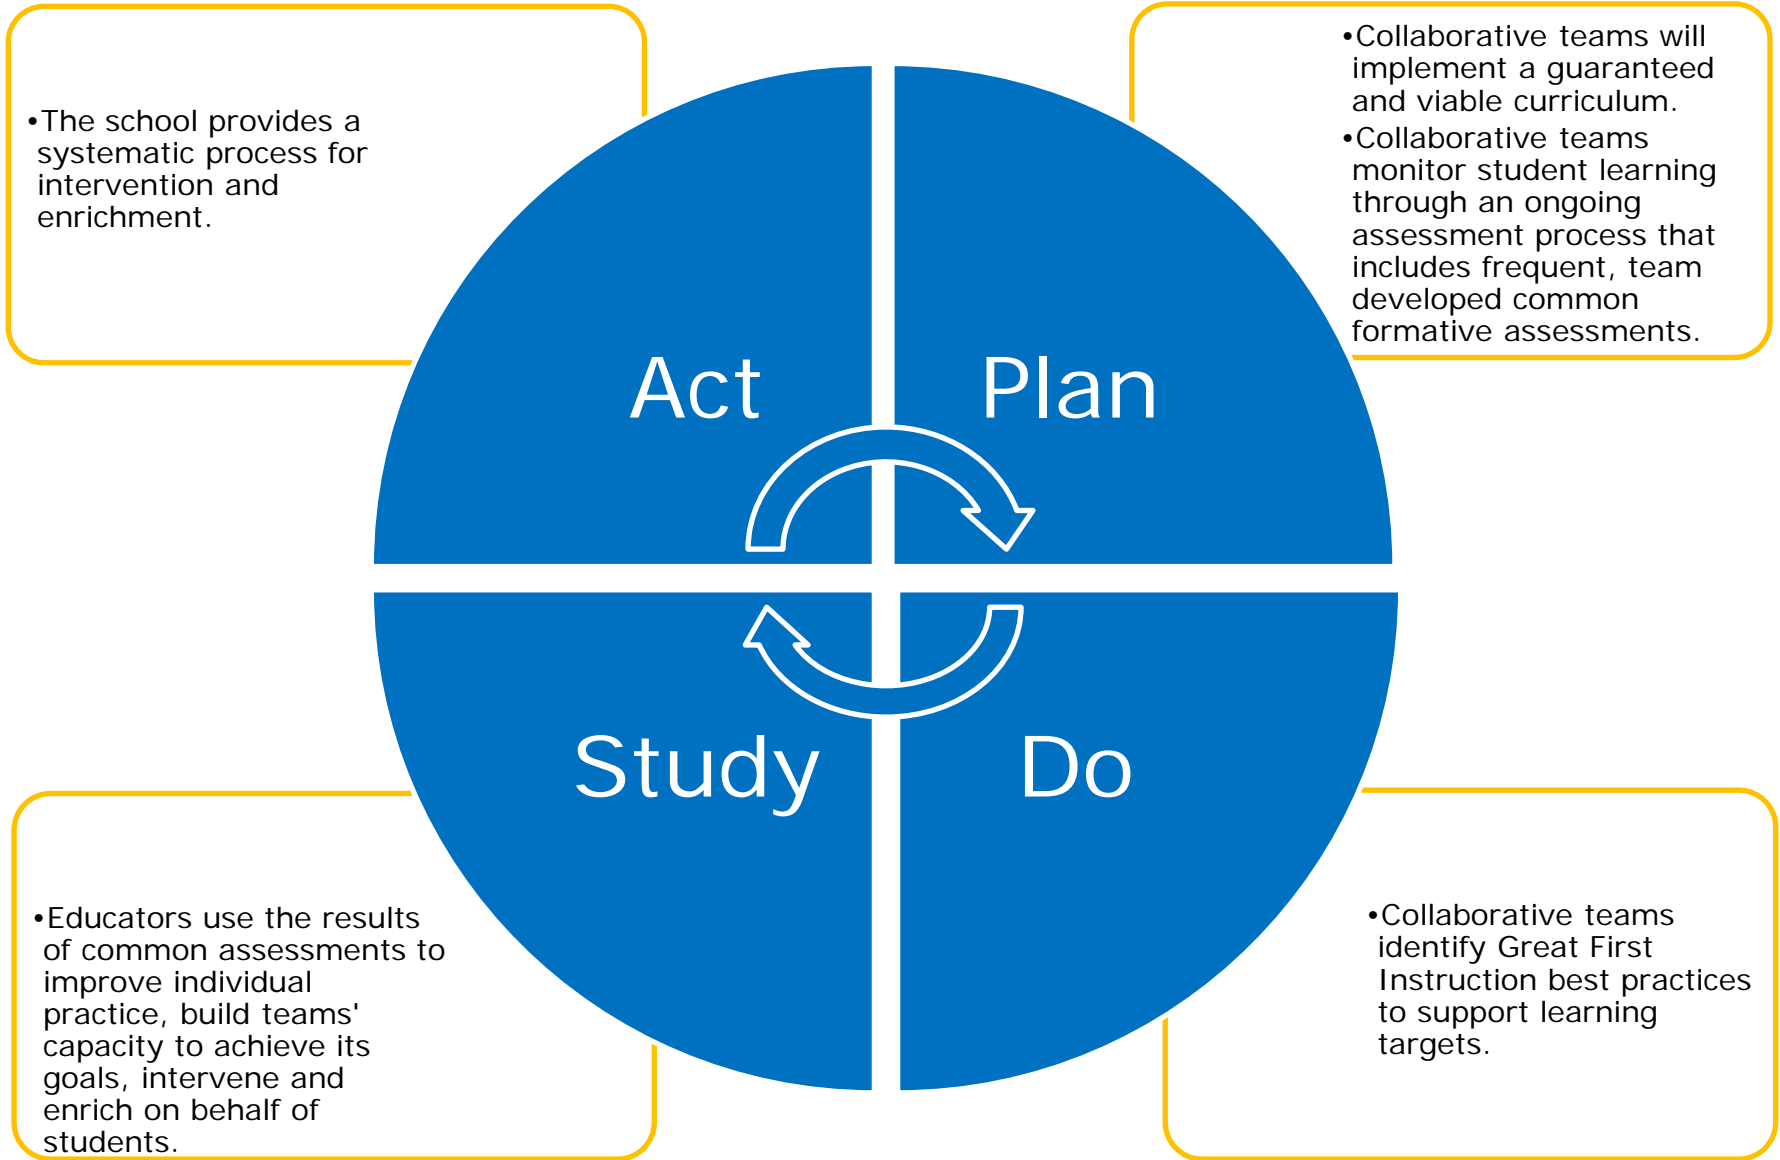 •The school provides a
systematic process for
intervention and
enrichment.
•Collaborative teams will
implement a guaranteed
and viable curriculum.
•Collaborative teams
monitor student learning
through an ongoing
assessment process that
includes frequent, team
developed common
formative assessments.
Act
Plan
Study
Do
•Educators use the results
of common assessments to
improve individual
practice, build teams'
capacity to achieve its
goals, intervene and
enrich on behalf of
students.
•Collaborative teams
identify Great First
Instruction best practices
to support learning
targets.